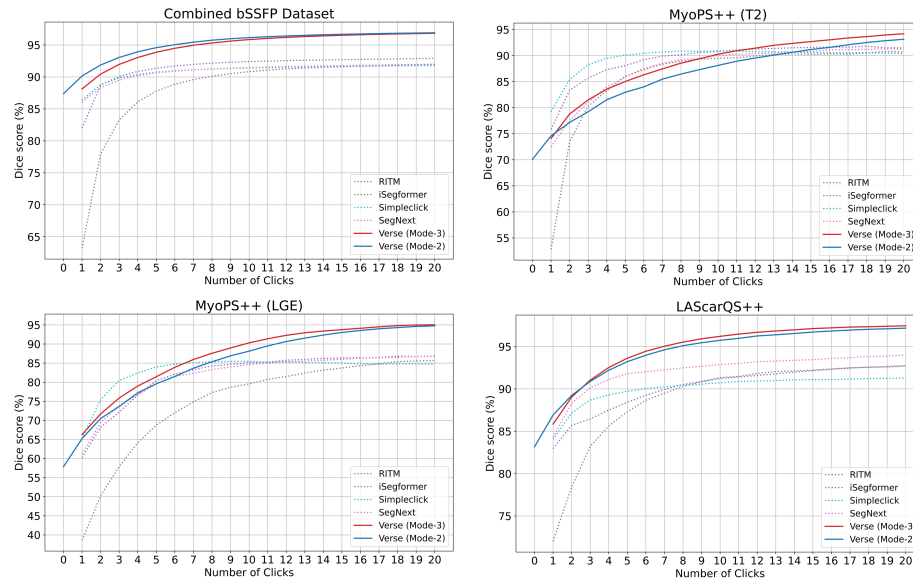 Combined bSSFP Dataset
Dice score (%)
95
90
85
80
75
70
65
0 1 2 3 4 5 6 7 8 9 10 11 12 13 14 15 16 17 18 19 20
Number of Clicks
RITM
iSegformer
Simpleclick
SegNext
Verse (Mode-3)
Verse (Mode-2)
MyoPS++ (T2)
Dice score (%)
95
90
85
80
75
70
65
60
55
0 1 2 3 4 5 6 7 8 9 10 11 12 13 14 15 16 17 18 19 20
Number of Clicks
RITM
iSegformer
Simpleclick
SegNext
Verse (Mode-3)
Verse (Mode-2)
MyoPS++ (LGE)
Dice score (%)
95
90
85
80
75
70
65
60
55
50
45
40
0 1 2 3 4 5 6 7 8 9 10 11 12 13 14 15 16 17 18 19 20
Number of Clicks
RITM
iSegformer
Simpleclick
SegNext
Verse (Mode-3)
Verse (Mode-2)
LAScarQS++
Dice score (%)
95
90
85
80
75
0 1 2 3 4 5 6 7 8 9 10 11 12 13 14 15 16 17 18 19 20
Number of Clicks
RITM
iSegformer
Simpleclick
SegNext
Verse (Mode-3)
Verse (Mode-2)